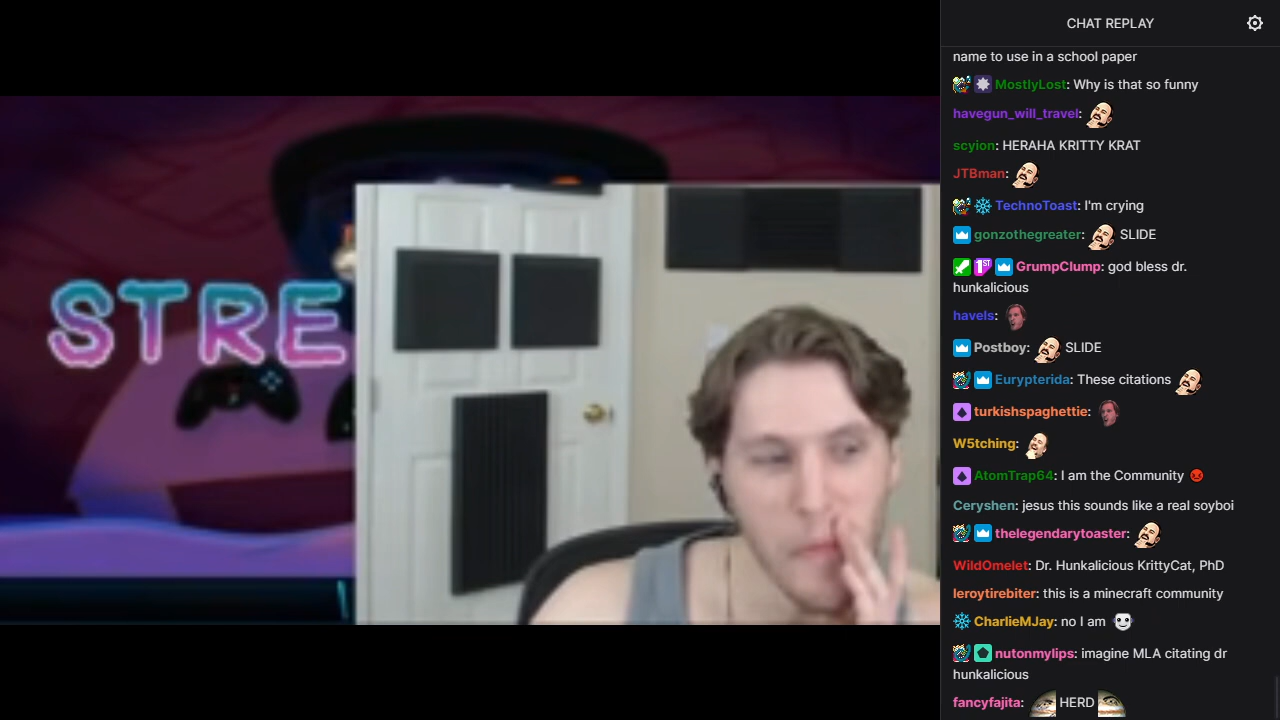 CHAT REPLAY
name to use in a school paper
MostlyLost: Why is that so funny
havegun_will_travel:
scyion: HERAHA KRITTY KRAT
JTBman:
TechnoToast: I'm crying
gonzothegreater: SLIDE
1ST GrumpClump: god bless dr.
hunkalicious
havels:
Postboy: SLIDE
Eurypterida: These citations
turkishspaghettie:
W5tching:
AtomTrap64: I am the Community
Ceryshen: jesus this sounds like a real soyboi
thelegendarytoaster:
WildOmelet: Dr. Hunkalicious KrittyCat, PhD
leroytirebiter: this is a minecraft community
CharlieMJay: no I am
nutonmylips: imagine MLA citating dr
hunkalicious
fancyfajita: HERD
STRE